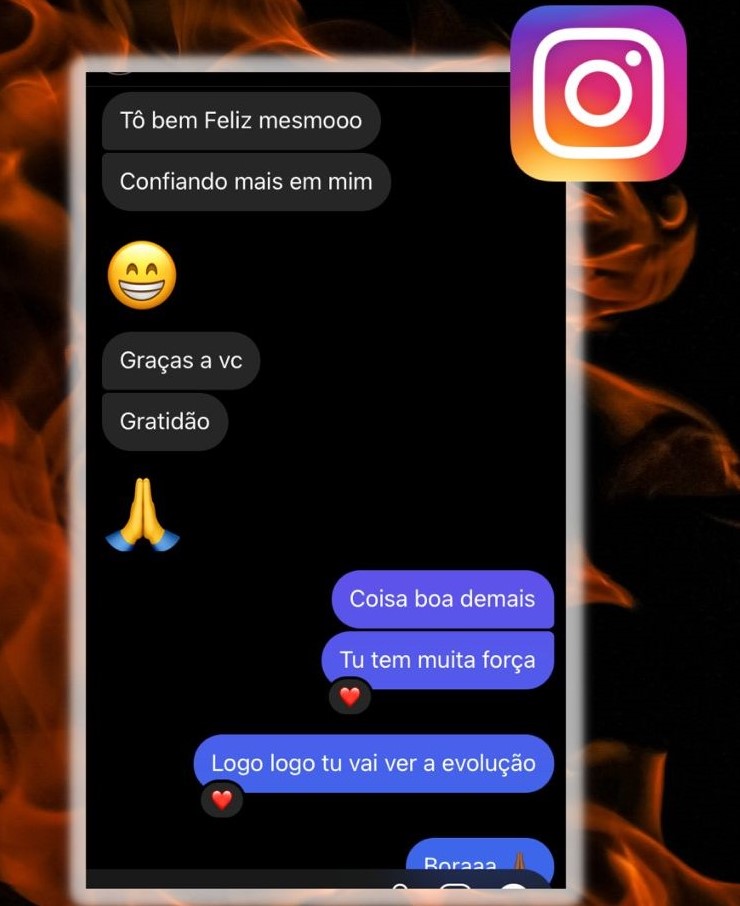 Tô bem Feliz mesmooo
Confiando mais em mim
😁
Graças a vc
Gratidão
🙏
Coisa boa demais
Tu tem muita força
❤️
Logo logo tu vai ver a evolução
❤️
Boraaa 🙏🏾